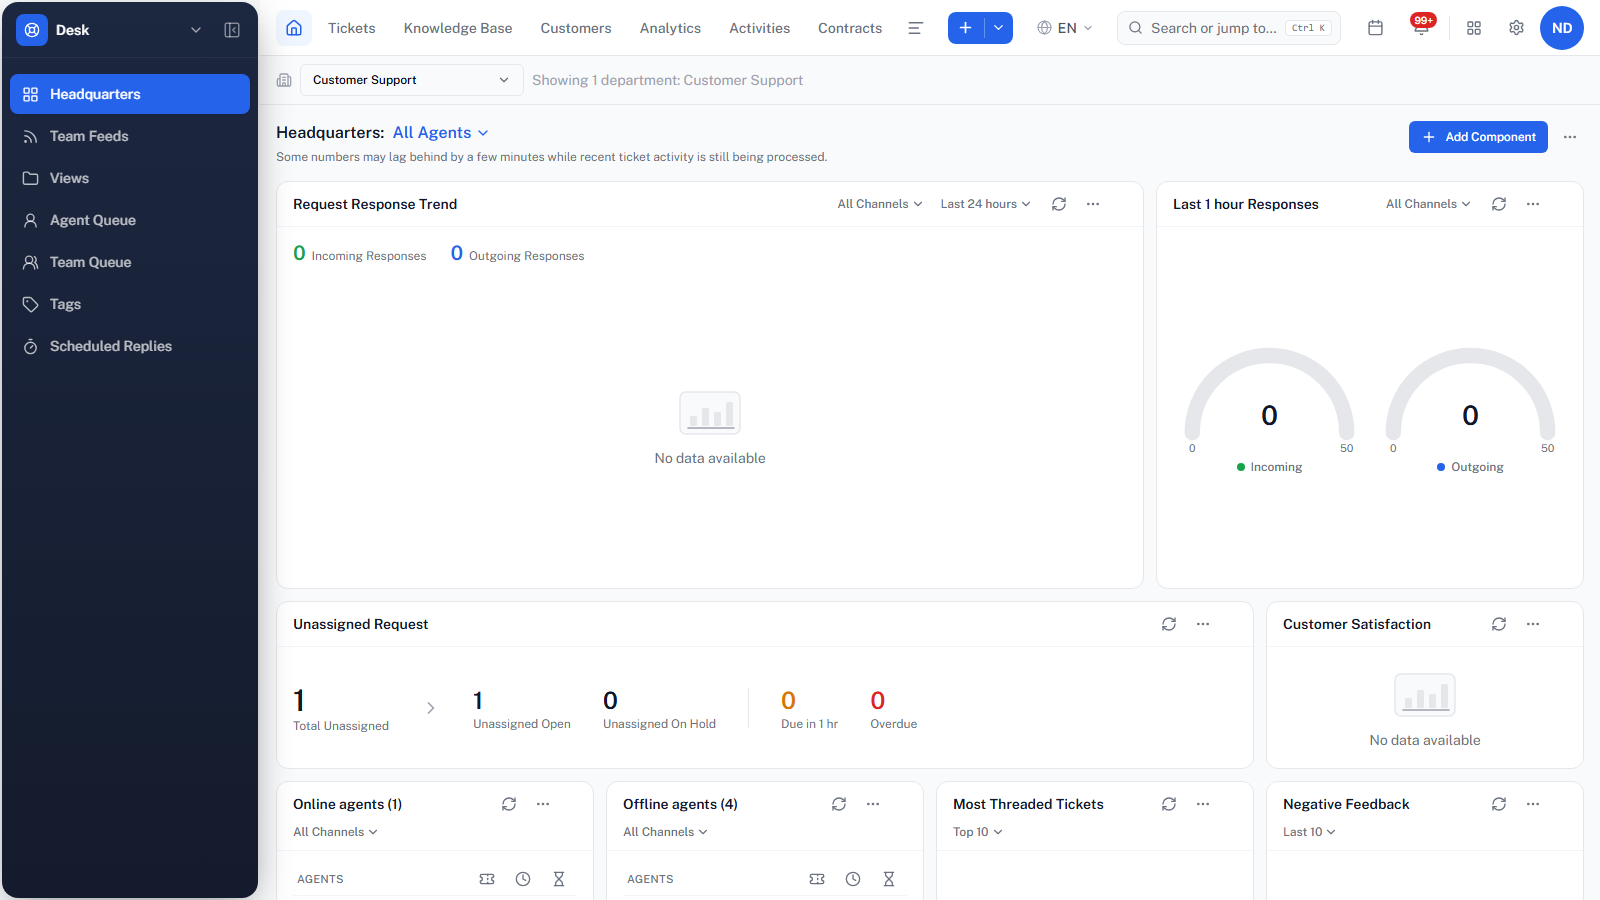 Desk
Headquarters
Team Feeds
Views
Agent Queue
Team Queue
Tags
Scheduled Replies
Tickets
Knowledge Base
Customers
Analytics
Activities
Contracts
EN
Search or jump to...
Ctrl K
99+
ND
Customer Support
Showing 1 department: Customer Support
Headquarters: All Agents
Add Component
Some numbers may lag behind by a few minutes while recent ticket activity is still being processed.
Request Response Trend
All Channels
Last 24 hours
0 Incoming Responses
0 Outgoing Responses
No data available
Last 1 hour Responses
All Channels
0
0
50
Incoming
0
0
50
Outgoing
Unassigned Request
1
Total Unassigned
1
Unassigned Open
0
Unassigned On Hold
0
Due in 1 hr
0
Overdue
Customer Satisfaction
No data available
Online agents (1)
All Channels
AGENTS
Offline agents (4)
All Channels
AGENTS
Most Threaded Tickets
Top 10
Negative Feedback
Last 10